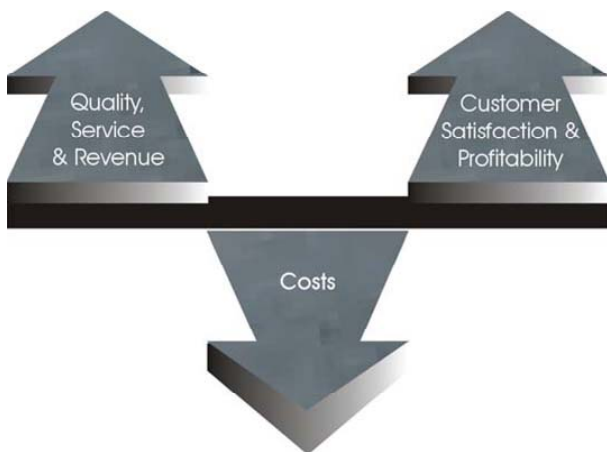 Quality,
Service
& Revenue
Customer
Satisfaction &
Profitability
Costs